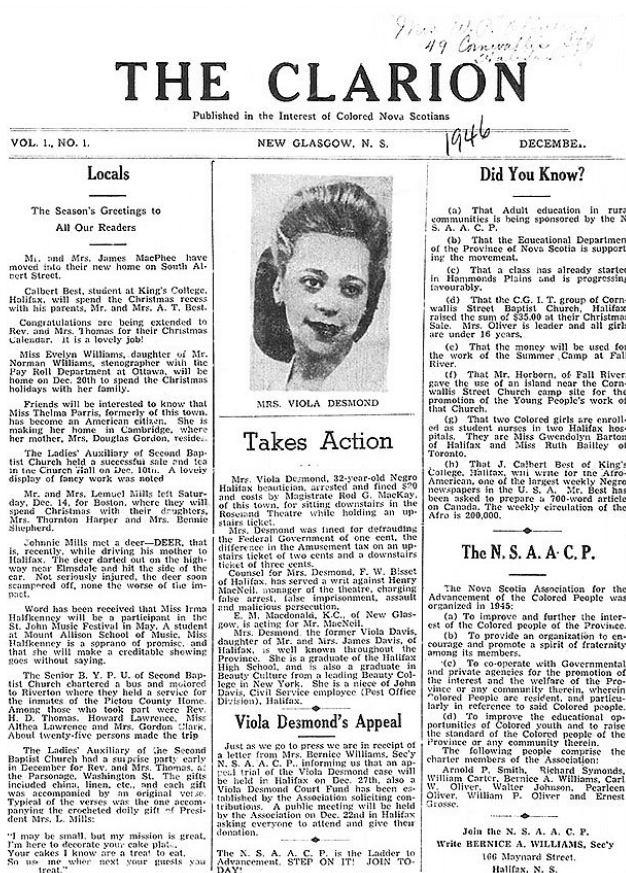 49 Cornwallis
THE CLARION
Published in the Interest of Colored Nova Scotians
1946
VOL. 1., NO. 1.
NEW GLASGOW, N. S.
DECEMBE
Locals
The Season's Greetings to
All Our Readers
Mr. and Mrs. James MacPhee have
moved into their new home on South Al-
bert Street.
Calbert Best, student at King's College,
Halifax, will spend the Christmas recess
with his parents, Mr. and Mrs. A. T. Best.
Congratulations are being extended to
Rev. and Mrs. Thomas for their Christmas
Calendar. It is a lovely job!
Miss Evelyn Williams, daughter of Mr.
Norman Williams, stenographer with the
Pay Roll Department at Ottawa, will be
home on Dec. 20th to spend the Christmas
holidays with her family.
Friends will be interested to know that
Miss Thelma Parris, formerly of this town,
has become an American citizen. She is
making her home in Cambridge, where
her mother, Mrs. Douglas Gordon, resides.
The Ladies' Auxiliary of Second Bap-
tist Church held a successful sale and tea
in the Church Hall on Dec. 10th. A lovely
display of fancy work was noted
Mr. and Mrs. Lemuel Mills left Satur-
day, Dec. 14, for Boston, where they will
spend Christmas with their daughters,
Mrs. Thornton Harper and Mrs. Bennie
Shepherd.
Johnnie Mills met a deer—DEER, that
is, recently, while driving his mother to
Halifax. The deer darted out on the high-
way near Elmsdale and hit the side of the
car. Not seriously injured, the deer soon
scampered off, none the worse of the im-
pact.
Word has been received that Miss Irma
Halfkenney will be a participant in the
St. John Music Festival in May. A student
at Mount Allison School of Music, Miss
Halfkenney is a soprano of promise, and
that she will make a creditable showing
goes without saying.
The Senior B. Y. P. U. of Second Bap-
tist Church chartered a bus and motored
to Riverton where they held a service for
the inmates of the Pictou County Home.
Among those who took part were Rev.
H. D. Thomas, Howard Lawrence, Miss
Althea Lawrence and Mrs. Gordon Clark.
About twenty-five persons made the trip
The Ladies' Auxiliary of the Second
Baptist Church had a surprise party early
in December for Rev. and Mrs. Thomas, at
the Parsonage, Washington St. The gifts
included china, linen, etc., and each gift
was accompanied by an original verse.
Typical of the verses was the one accom-
panying the crocheted doily gift of Presi-
dent Mrs. L. Mills:
"I may be small, but my mission is great,
I'm here to decorate your cake plate.
Your cakes I know are a treat to eat,
So use me when next your guests you
treat."
MRS. VIOLA DESMOND
Takes Action
Mrs. Viola Desmond, 32-year-old Negro
Halifax beautician, arrested and fined $20
and costs by Magistrate Rod G. MacKay,
of this town, for sitting downstairs in the
Roseland Theatre while holding an up-
stairs ticket.
Mrs. Desmond was fined for defrauding
the Federal Government of one cent, the
difference in the Amusement tax on an up-
stairs ticket of two cents and a downstairs
ticket of three cents.
Counsel for Mrs. Desmond, F. W. Bisset
of Halifax has served a writ against Henry
MacNeil, manager of the theatre, charging
false arrest, false imprisonment, assault
and malicious persecution.
E. M. Macdonald, K.C., of New Glas-
gow, is acting for Mr. MacNeil.
Mrs. Desmond, the former Viola Davis,
daughter of Mr. and Mrs. James Davis, of
Halifax, is well known throughout the
Province. She is a graduate of the Halifax
High School, and is also a graduate in
Beauty Culture from a leading Beauty Col-
lege in New York. She is a piece of John
Davis, Civil Service employee (Post Office
Division), Halifax.
Viola Desmond's Appeal
Just as we go to press we are in receipt of
a letter from Mrs. Bernice Williams, Sec'y
N. S. A. A. C. P., informing us that an ap-
peal trial of the Viola Desmond case will
be held in Halifax on Dec. 27th, also a
Viola Desmond Court Fund has been es-
tablished by the Association soliciting con-
tributions. A public meeting will be held
by the Association on Dec. 22nd in Halifax
asking everyone to attend and give their
donation.
The N. S. A. A. C. P. is the Ladder to
Advancement. STEP ON IT! JOIN TO-
DAY!
Did You Know?
(a) That Adult education in rura
communities is being sponsored by the N
S. A. A. C. P.
(b) That the Educational Departmen
of the Province of Nova Scotia is support
ing the movement.
(c) That a class has already started
in Hammonds Plains and is progressing
favourably.
(d) That the C.G. I. T. group of Corn-
wallis Street Baptist Church, Halifax
raised the sum of $35.00 at their Christmas
Sale. Mrs. Oliver is leader and all girls
are under 16 years.
(e) That the money will be used for
the work of the Summer Camp at Fall
River.
(f) That Mr. Horborn, of Fall River,
gave the use of an island near the Corn-
wallis Street Church camp site for the
promotion of the Young People's work of
that Church.
(g) That two Colored girls are enroll-
ed as student nurses in two Halifax hos-
pitals. They are Miss Gwendolyn Barton
of Halifax and Miss Ruth Bailley of
Toronto.
(h) That J. Calbert Best of King's
College, Halifax, will write for the Afro-
American, one of the largest weekly Negro
newspapers in the U. S. A. Mr. Best has
been asked to prepare a 700-word article
on Canada. The weekly circulation of the
Afro is 200,000.
The N. S. A. A. C. P.
The Nova Scotia Association for the
Advancement of the Colored People was
organized in 1945:
(a) To improve and further the inter-
est of the Colored people of the Province.
(b) To provide an organization to en-
courage and promote a spirit of fraternity
among its members.
(c) To co-operate with Governmental
and private agencies for the promotion of
the interest and the welfare of the Pro-
vince or any community therein, wherein
Colored People are resident, and particu-
larly in reference to said Colored people.
(d) To improve the educational op-
portunities of Colored youth and to raise
the standard of the Colored people of the
Province or any community therein.
The following people comprise the
charter members of the Association:
Arnold P. Smith, Richard Symonds,
William Carter, Bernice A. Williams, Carl
W. Oliver, Walter Johnson, Pearleen
Oliver, William P. Oliver and Ernest
Grosse.
Join the N. S. A. A. C. P.
Write BERNICE A. WILLIAMS, Sec'y
166 Maynard Street.
Halifax, N. S.